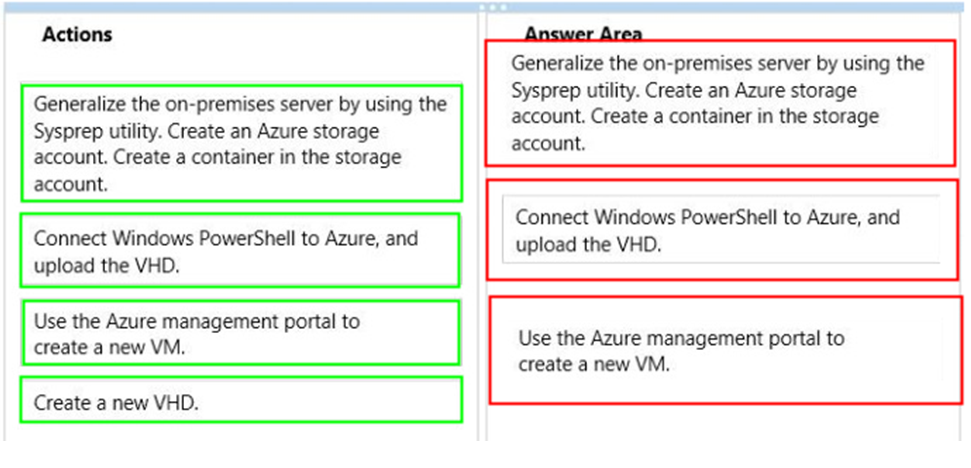 Actions
Generalize the on-premises server by using the
Sysprep utility. Create an Azure storage
account. Create a container in the storage
account.
Connect Windows PowerShell to Azure, and
upload the VHD.
Use the Azure management portal to
create a new VM.
Create a new VHD.
Answer Area
Generalize the on-premises server by using the
Sysprep utility. Create an Azure storage
account. Create a container in the storage
account.
Connect Windows PowerShell to Azure, and
upload the VHD.
Use the Azure management portal to
create a new VM.